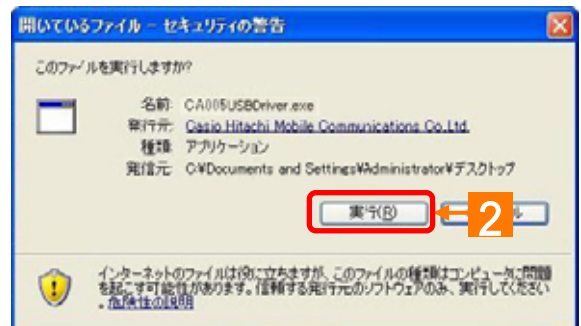 開いているファイル - セキュリティの警告
このファイルを実行しますか?
名前: CA005USBDriver.exe
発行元: Casio Hitachi Mobile Communications Co.,Ltd.
種類: アプリケーション
発信元: C:¥Documents and Settings¥Administrator¥デスクトップ
実行(R)
2
インターネットのファイルは役に立ちますが、このファイルの種類はコンピュータに問題
を起こす可能性があります。信頼する発行元のソフトウェアのみ、実行してください
。危険性の説明